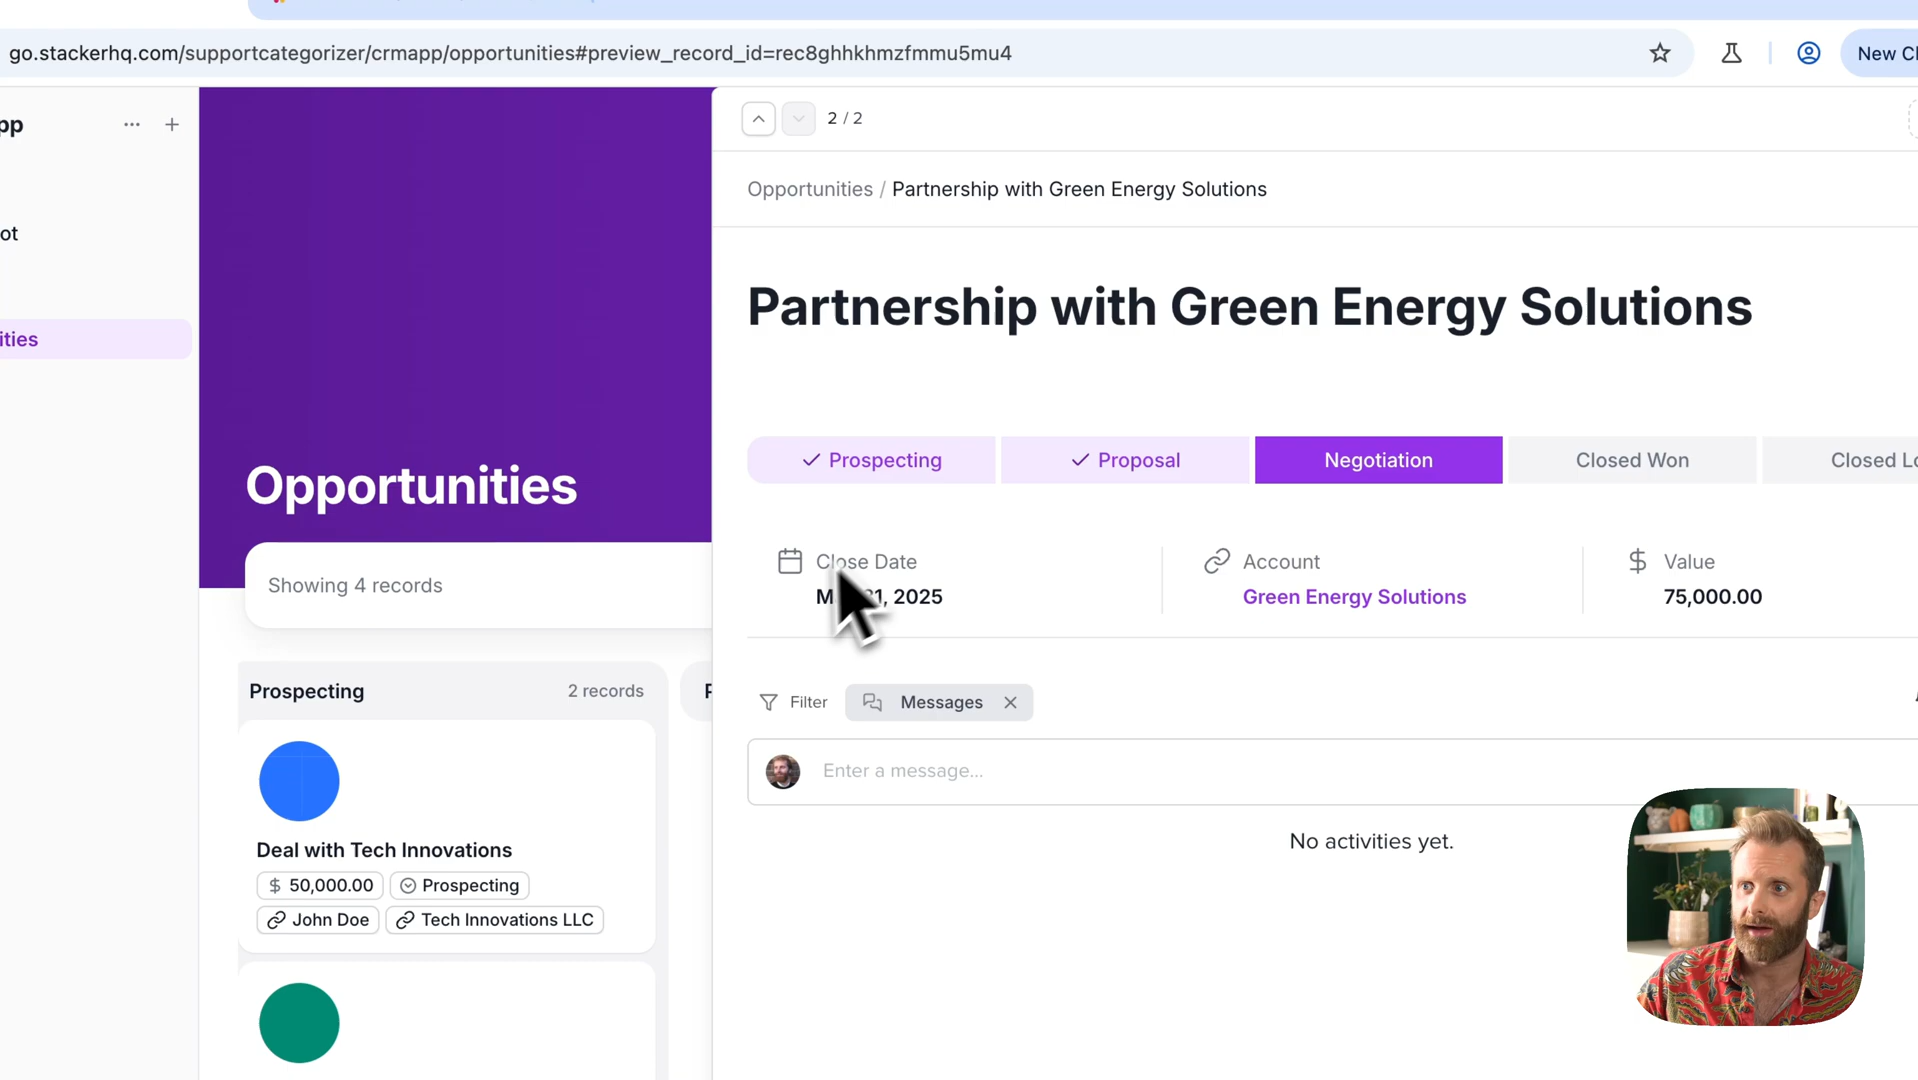 go.stackerhq.com/supportcategorizer/crmapp/opportunities#preview_record_id=rec8ghhkhmzfmmu5mu4
2 / 2
Opportunities / Partnership with Green Energy Solutions
Partnership with Green Energy Solutions
Prospecting
Proposal
Negotiation
Closed Won
Closed
Close Date
2025
Account
Green Energy Solutions
Value
75,000.00
Filter
Messages
Enter a message...
No activities yet.
Opportunities
Showing 4 records
Prospecting
2 records
Deal with Tech Innovations
$ 50,000.00
Prospecting
John Doe
Tech Innovations LLC
New